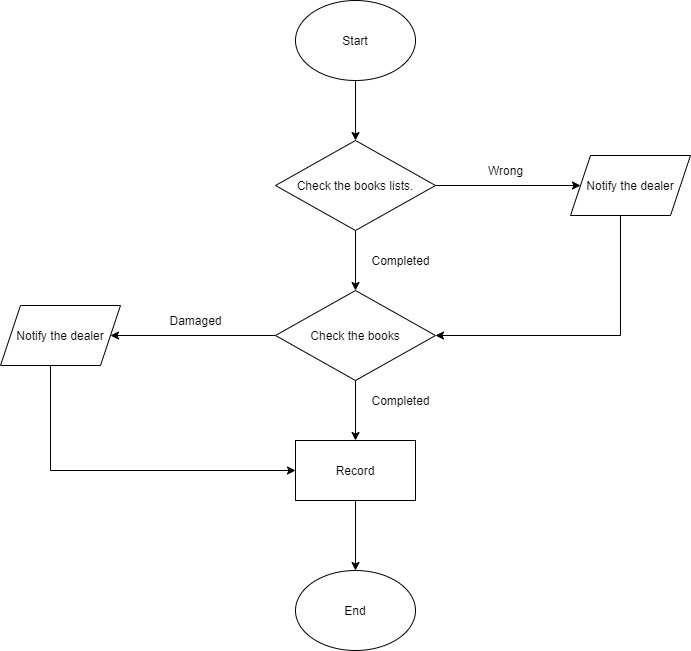 Start
Check the books lists.
Wrong
Notify the dealer
Completed
Damaged
Notify the dealer
Check the books
Completed
Record
End